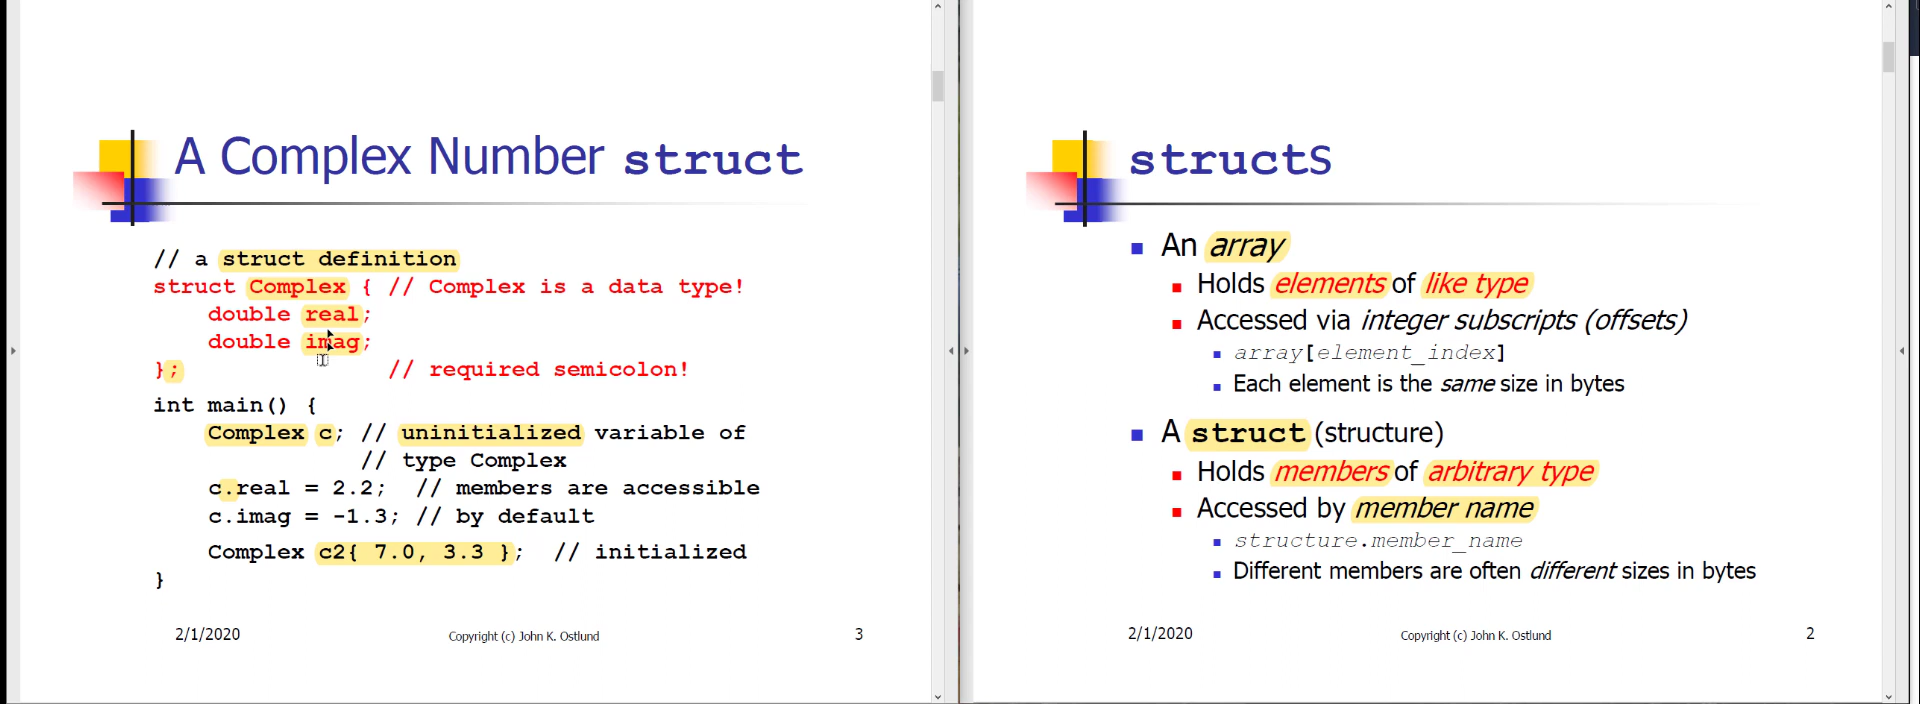 A Complex Number struct
// a struct definition
struct Complex { // Complex is a data type!
double real;
double imag;
}; // required semicolon!
int main() {
Complex c; // uninitialized variable of
// type Complex
c.real = 2.2; // members are accessible
c.imag = -1.3; // by default
Complex c2{ 7.0, 3.3 }; // initialized
}
2/1/2020 Copyright (c) John K. Ostlund 3
structs
An array
Holds elements of like type
Accessed via integer subscripts (offsets)
array[element_index]
Each element is the same size in bytes
A struct (structure)
Holds members of arbitrary type
Accessed by member name
structure.member_name
Different members are often different sizes in bytes
2/1/2020 Copyright (c) John K. Ostlund 2